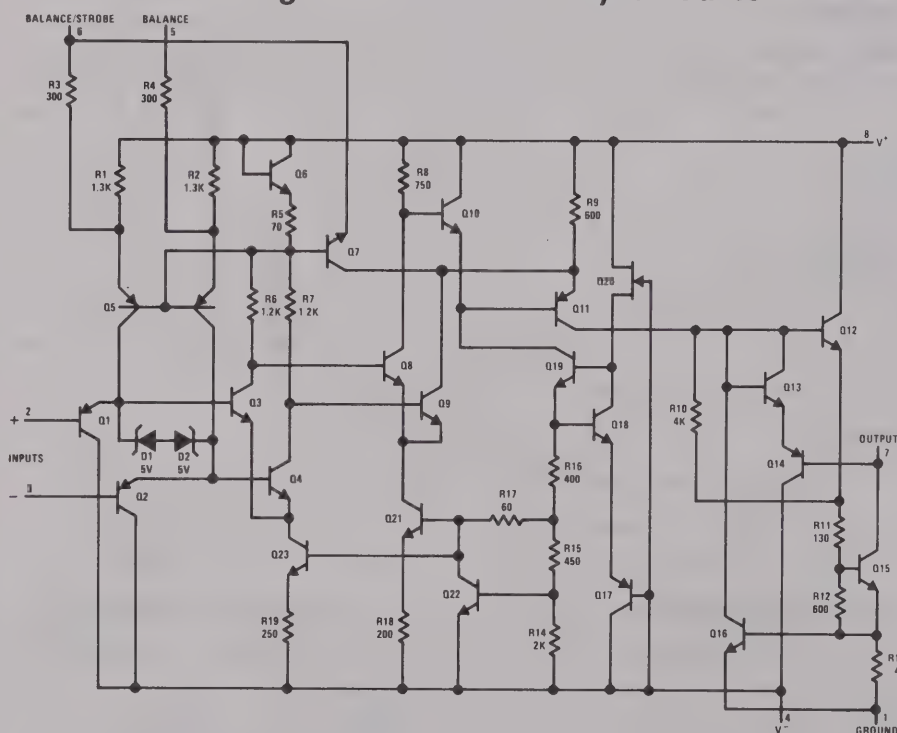 BALANCE/STROBE
6
BALANCE
5
R3
300
R4
300
8
V+
R1
1.3K
R2
1.3K
Q6
R5
70
R8
750
Q10
R9
600
Q7
Q5
R6
1.2K
R7
1.2K
Q20
Q11
Q12
Q8
Q19
Q13
+
2
Q1
Q3
Q9
Q18
R10
4K
OUTPUT
7
INPUTS
D1
5V
D2
5V
Q4
R16
400
Q14
-
3
Q2
R17
60
Q21
R11
130
Q23
R15
450
Q15
Q22
Q17
R12
600
R19
250
R18
200
R14
2K
Q16
4
V-
1
GROUND